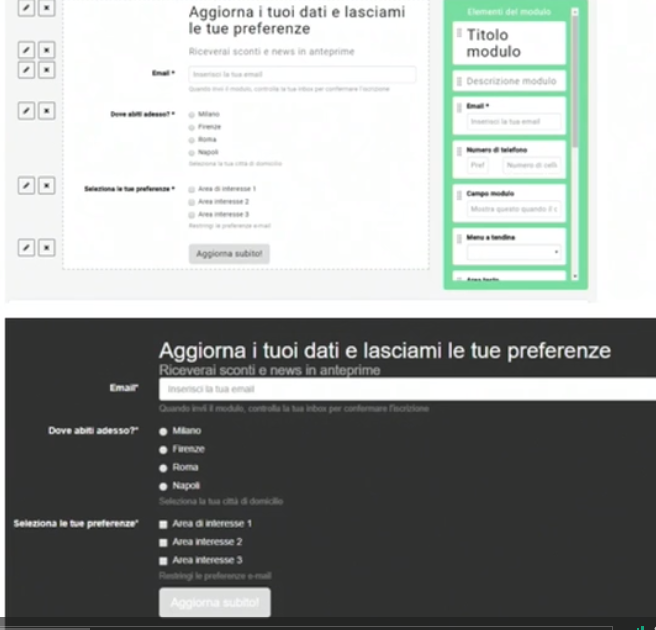 Aggiorna i tuoi dati e lasciami
le tue preferenze
Riceverai sconti e news in anteprime
Email *
Inserisci la tua email
Quando invii il modulo, controlla la tua inbox per confermare l'iscrizione
Dove abiti adesso? *
Milano
Firenze
Roma
Napoli
Seleziona la tua città di domicilio
Seleziona le tue preferenze *
Area di interesse 1
Area interesse 2
Area interesse 3
Restringi le preferenze e-mail
Aggiorna subito!
Elementi del modulo
Titolo
modulo
Descrizione modulo
Email *
Inserisci la tua email
Numero di telefono
Pref
Numero di cellu
Campo modulo
Mostra questo quando il c
Menu a tendina
Area testo
Aggiorna i tuoi dati e lasciami le tue preferenze
Riceverai sconti e news in anteprime
Email*
Inserisci la tua email
Quando invii il modulo, controlla la tua inbox per confermare l'iscrizione
Dove abiti adesso?*
Milano
Firenze
Roma
Napoli
Seleziona la tua città di domicilio
Seleziona le tue preferenze*
Area di interesse 1
Area interesse 2
Area interesse 3
Restringi le preferenze e-mail
Aggiorna subito!